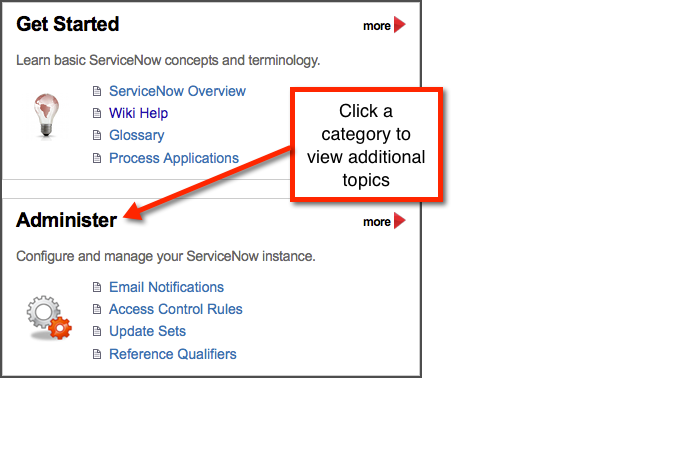 Get Started
more
Learn basic ServiceNow concepts and terminology.
ServiceNow Overview
Wiki Help
Glossary
Process Applications
Click a
category to
view additional
topics
Administer
more
Configure and manage your ServiceNow instance.
Email Notifications
Access Control Rules
Update Sets
Reference Qualifiers